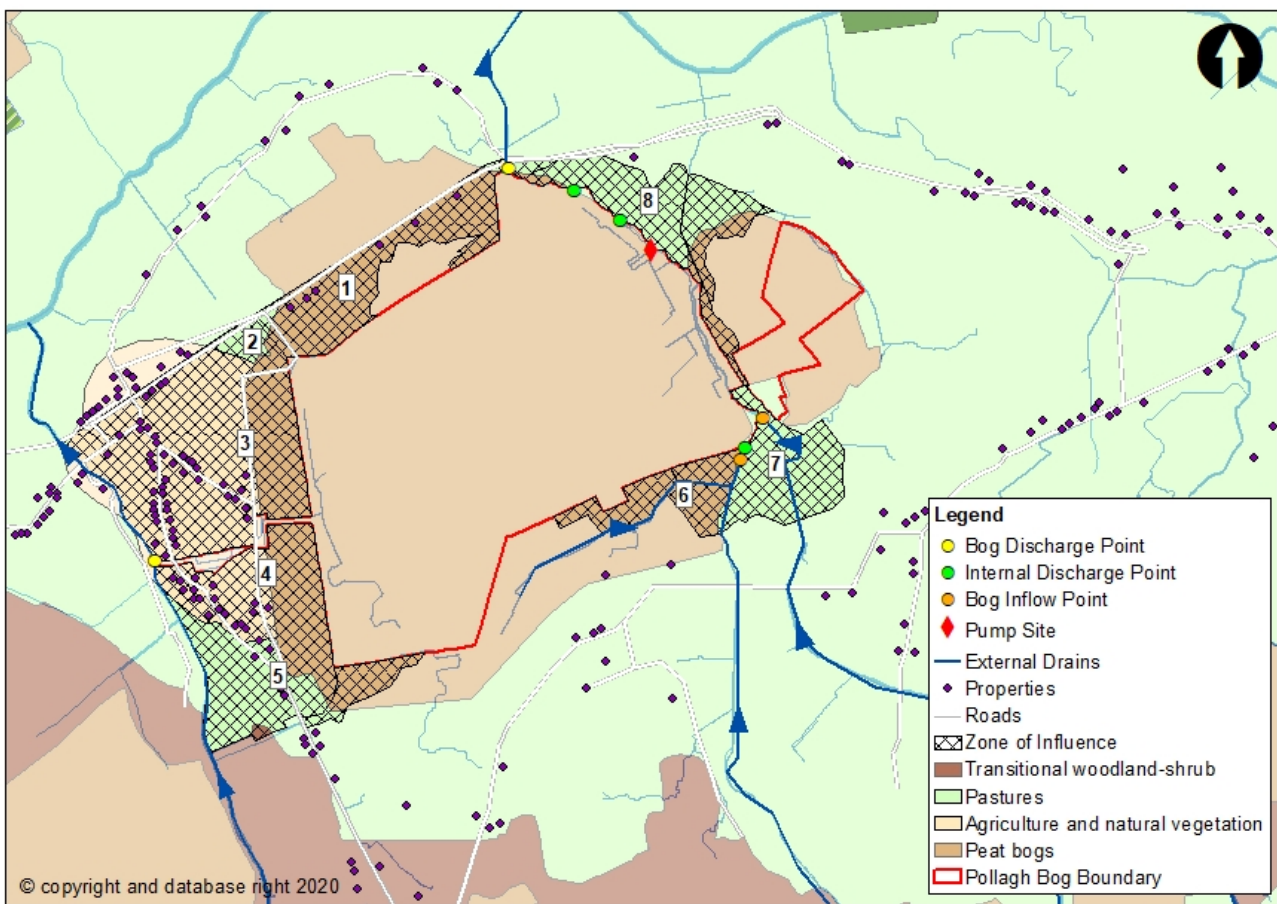 8
1
2
3
7
6
4
5
Legend
Bog Discharge Point
Internal Discharge Point
Bog Inflow Point
Pump Site
External Drains
Properties
Roads
Zone of Influence
Transitional woodland-shrub
Pastures
Agriculture and natural vegetation
Peat bogs
Pollagh Bog Boundary
© copyright and database right 2020